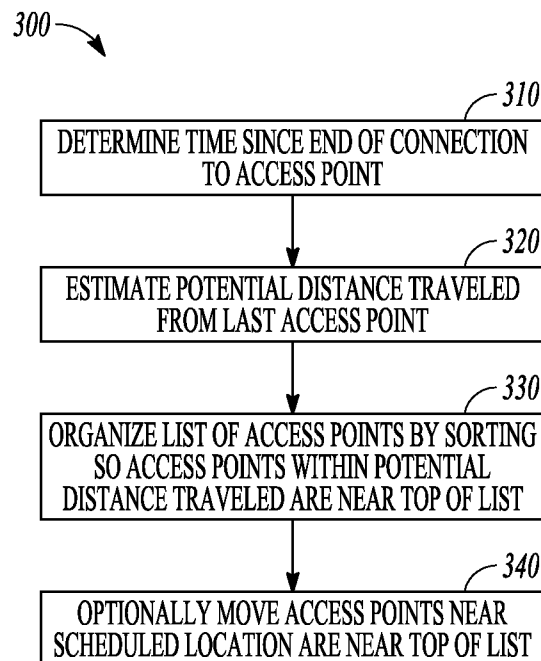 300
310
DETERMINE TIME SINCE END OF CONNECTION
TO ACCESS POINT
320
ESTIMATE POTENTIAL DISTANCE TRAVELED
FROM LAST ACCESS POINT
330
ORGANIZE LIST OF ACCESS POINTS BY SORTING
SO ACCESS POINTS WITHIN POTENTIAL
DISTANCE TRAVELED ARE NEAR TOP OF LIST
340
OPTIONALLY MOVE ACCESS POINTS NEAR
SCHEDULED LOCATION ARE NEAR TOP OF LIST